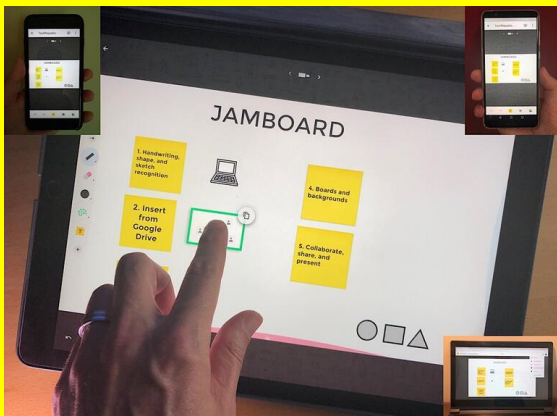 JAMBOARD
1. Handwriting,
shape, and
sketch
recognition
2. Insert
from
Google
Drive
4. Boards and
backgrounds
5. Collaborate,
share, and
present